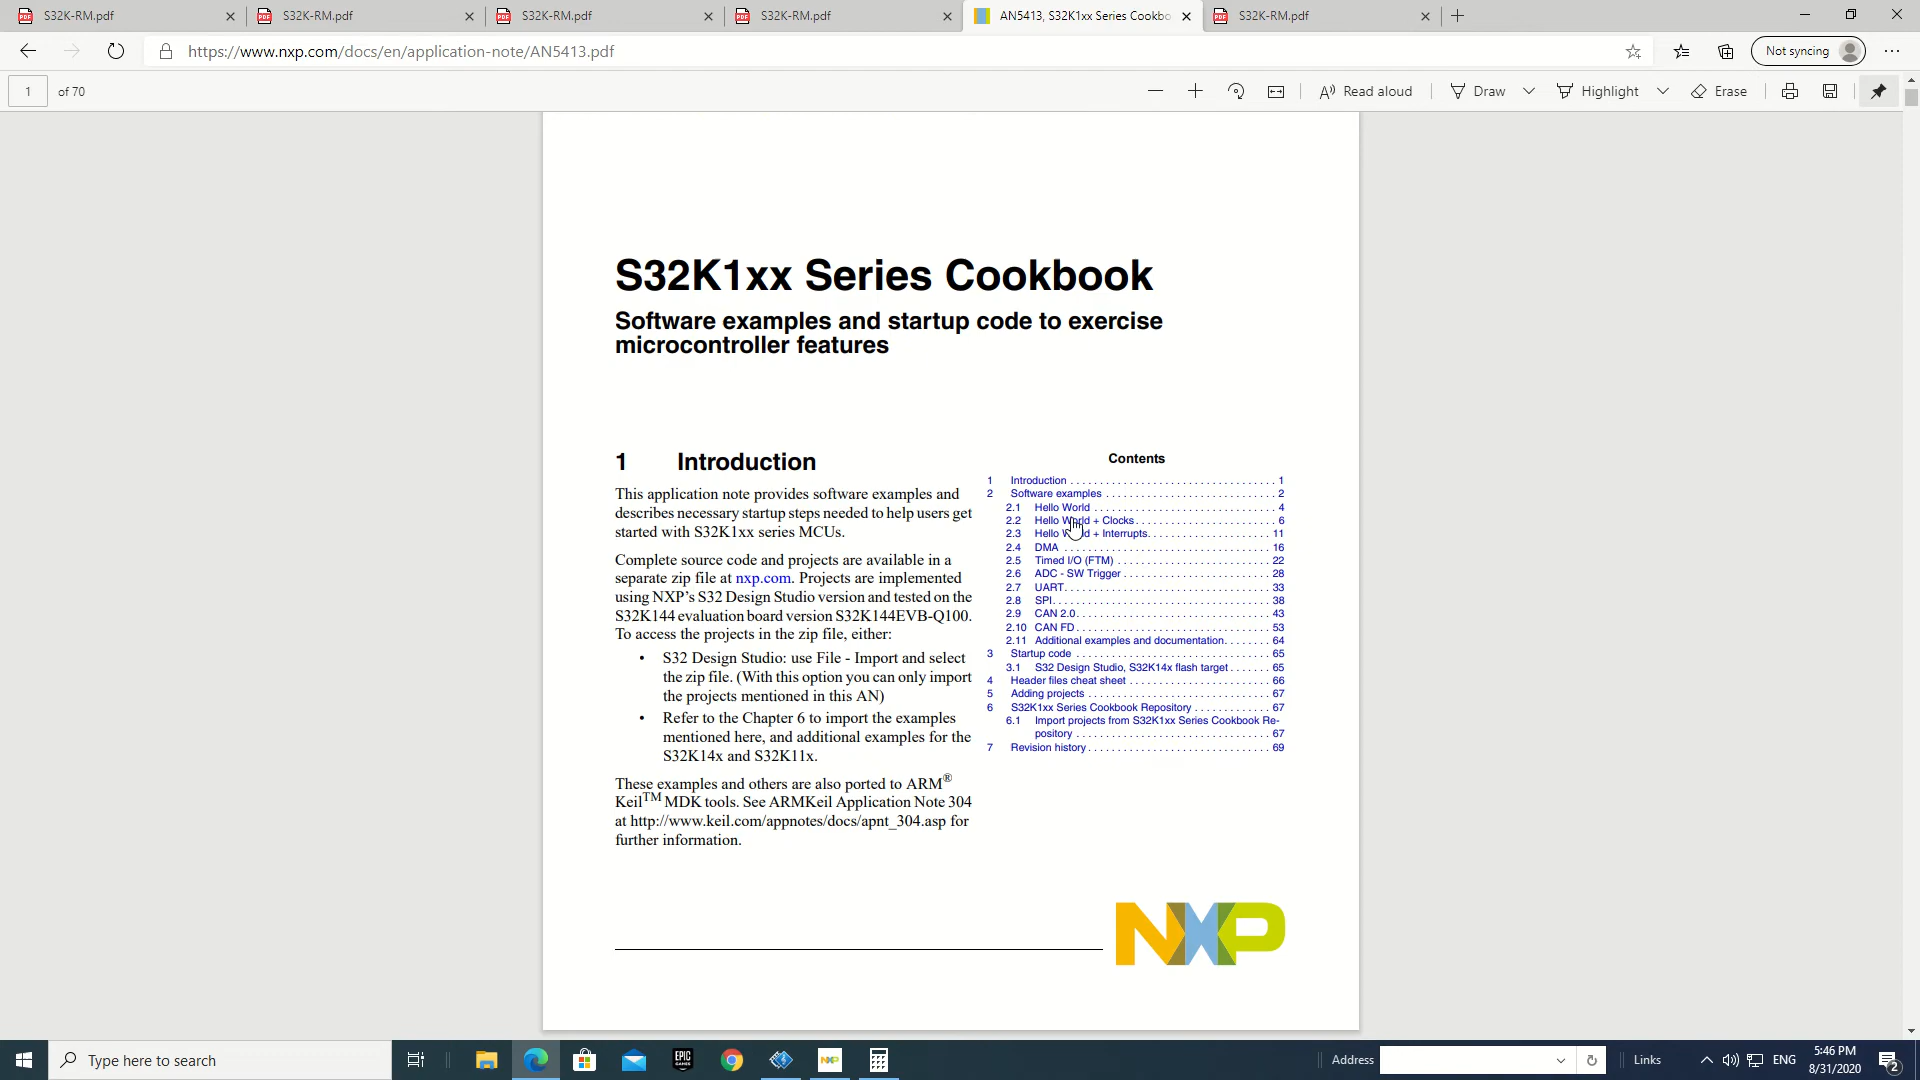 S32K-RM.pdf
S32K-RM.pdf
S32K-RM.pdf
S32K-RM.pdf
AN5413, S32K1xx Series Cookbo
S32K-RM.pdf
https://www.nxp.com/docs/en/application-note/AN5413.pdf
Not syncing
1 of 70
Read aloud
Draw
Highlight
Erase
S32K1xx Series Cookbook
Software examples and startup code to exercise
microcontroller features
1 Introduction
This application note provides software examples and
describes necessary startup steps needed to help users get
started with S32K1xx series MCUs.
Complete source code and projects are available in a
separate zip file at nxp.com. Projects are implemented
using NXP's S32 Design Studio version and tested on the
S32K144 evaluation board version S32K144EVB-Q100.
To access the projects in the zip file, either:
• S32 Design Studio: use File - Import and select
the zip file. (With this option you can only import
the projects mentioned in this AN)
• Refer to the Chapter 6 to import the examples
mentioned here, and additional examples for the
S32K14x and S32K11x.
These examples and others are also ported to ARM®
Keil™ MDK tools. See ARMKeil Application Note 304
at http://www.keil.com/appnotes/docs/apnt_304.asp for
further information.
Contents
1 Introduction . . . . . . . . . . . . . . . . . . . . . . . . . . . . . . . . . . 1
2 Software examples . . . . . . . . . . . . . . . . . . . . . . . . . . . 2
2.1 Hello World . . . . . . . . . . . . . . . . . . . . . . . . . . . . . 4
2.2 Hello World + Clocks. . . . . . . . . . . . . . . . . . . . . . 6
2.3 Hello World + Interrupts. . . . . . . . . . . . . . . . . . . . 11
2.4 DMA . . . . . . . . . . . . . . . . . . . . . . . . . . . . . . . . . . 16
2.5 Timed I/O (FTM) . . . . . . . . . . . . . . . . . . . . . . . . . 22
2.6 ADC - SW Trigger . . . . . . . . . . . . . . . . . . . . . . . . 28
2.7 UART. . . . . . . . . . . . . . . . . . . . . . . . . . . . . . . . . . 33
2.8 SPI. . . . . . . . . . . . . . . . . . . . . . . . . . . . . . . . . . . . 38
2.9 CAN 2.0. . . . . . . . . . . . . . . . . . . . . . . . . . . . . . . . 43
2.10 CAN FD. . . . . . . . . . . . . . . . . . . . . . . . . . . . . . . . 53
2.11 Additional examples and documentation. . . . . . . . 64
3 Startup code . . . . . . . . . . . . . . . . . . . . . . . . . . . . . . . . 65
3.1 S32 Design Studio, S32K14x flash target . . . . . . . 65
4 Header files cheat sheet . . . . . . . . . . . . . . . . . . . . . . . 66
5 Adding projects . . . . . . . . . . . . . . . . . . . . . . . . . . . . . . 67
6 S32K1xx Series Cookbook Repository . . . . . . . . . . . . . 67
6.1 Import projects from S32K1xx Series Cookbook Re-
pository . . . . . . . . . . . . . . . . . . . . . . . . . . . . . . . . 67
7 Revision history. . . . . . . . . . . . . . . . . . . . . . . . . . . . . . 69
NXP
Type here to search
EPIC
GAMES
NXP
Address
Links
ENG
5:46 PM
8/31/2020
2